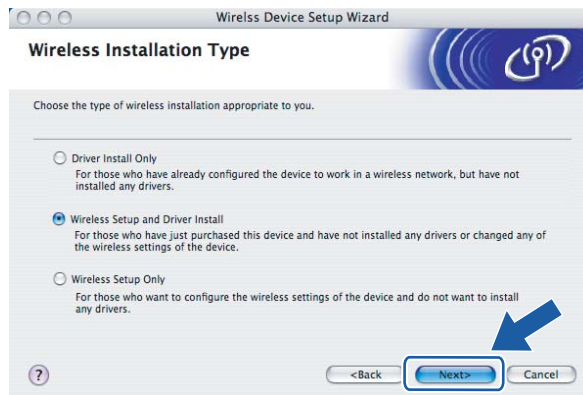 Wirelss Device Setup Wizard
Wireless Installation Type
Choose the type of wireless installation appropriate to you.
Driver Install Only
For those who have already configured the device to work in a wireless network, but have not
installed any drivers.
Wireless Setup and Driver Install
For those who have just purchased this device and have not installed any drivers or changed any of
the wireless settings of the device.
Wireless Setup Only
For those who want to configure the wireless settings of the device and do not want to install
any drivers.
? <Back Next> Cancel